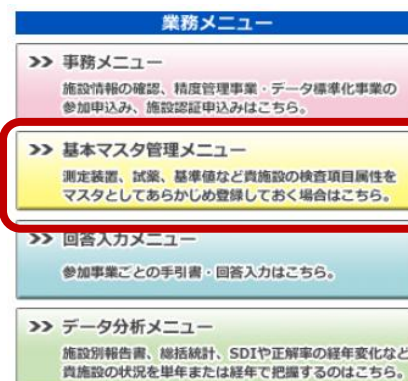 業務メニュー
>> 事務メニュー
施設情報の確認、精度管理事業・データ標準化事業の
参加申込み、施設認証申込みはこちら。
>> 基本マスタ管理メニュー
測定装置、試薬、基準値など貴施設の検査項目属性を
マスタとしてあらかじめ登録しておく場合はこちら。
>> 回答入力メニュー
参加事業ごとの手引書・回答入力はこちら。
>> データ分析メニュー
施設別報告書、総括統計、SDIや正解率の経年変化など
貴施設の状況を単年または経年で把握するのはこちら。